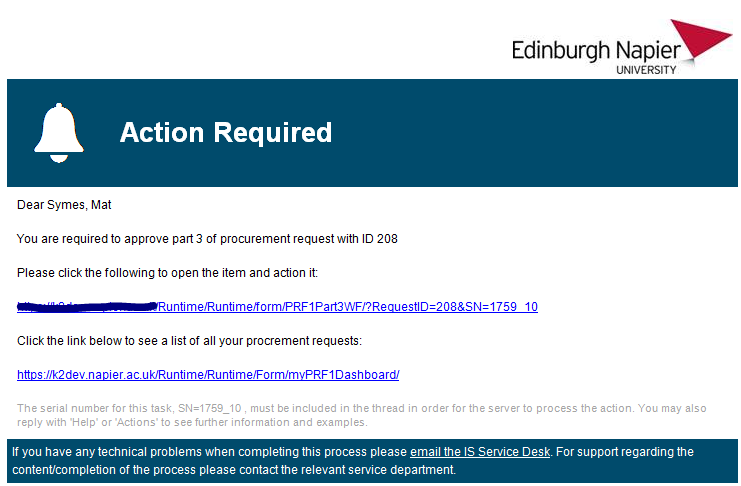 Edinburgh Napier
UNIVERSITY
Action Required
Dear Symes, Mat
You are required to approve part 3 of procurement request with ID 208
Please click the following to open the item and action it:
/Runtime/Runtime/form/PRF1Part3WF/?RequestID=208&SN=1759_10
Click the link below to see a list of all your procrement requests:
https://k2dev.napier.ac.uk/Runtime/Runtime/Form/myPRF1Dashboard/
The serial number for this task, SN=1759_10 , must be included in the thread in order for the server to process the action. You may also
reply with 'Help' or 'Actions' to see further information and examples.
If you have any technical problems when completing this process please email the IS Service Desk. For support regarding the
content/completion of the process please contact the relevant service department.